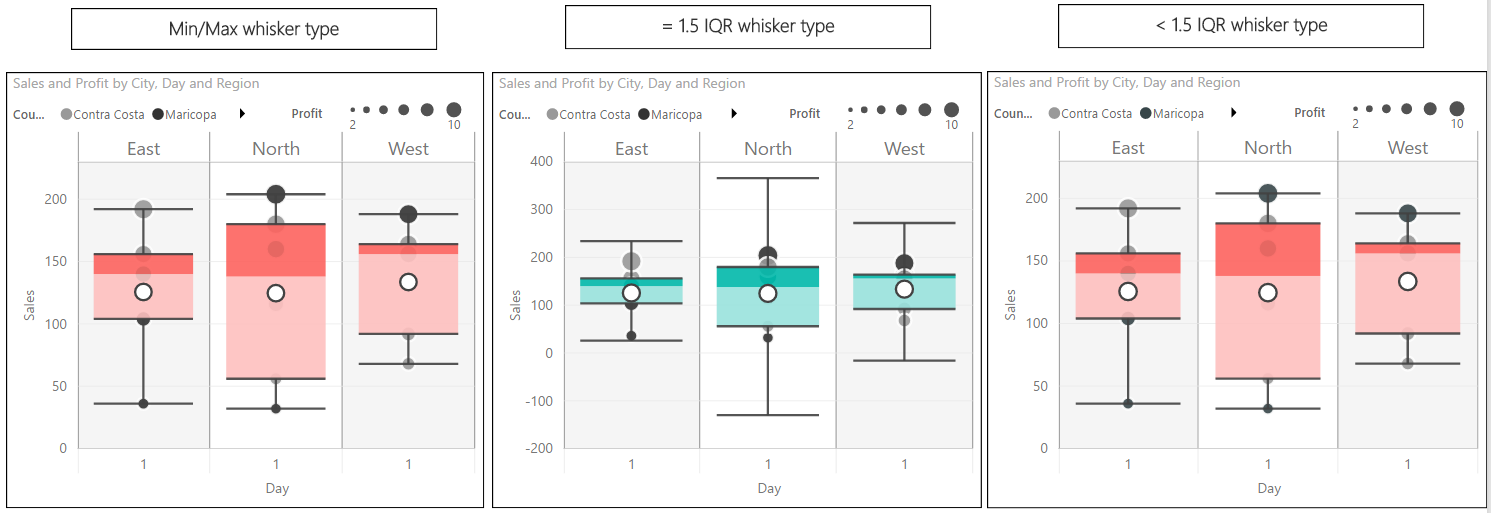 Min/Max whisker type
= 1.5 IQR whisker type
< 1.5 IQR whisker type
Sales and Profit by City, Day and Region
Cou... Contra Costa Maricopa Profit
2 10
East North West
200
150
100
50
0
Sales
1 1 1
Day
Sales and Profit by City, Day and Region
Cou... Contra Costa Maricopa Profit
2 10
East North West
400
300
200
100
0
-100
-200
Sales
1 1 1
Day
Sales and Profit by City, Day and Region
Coun... Contra Costa Maricopa Profit
2 10
East North West
200
150
100
50
0
Sales
1 1 1
Day